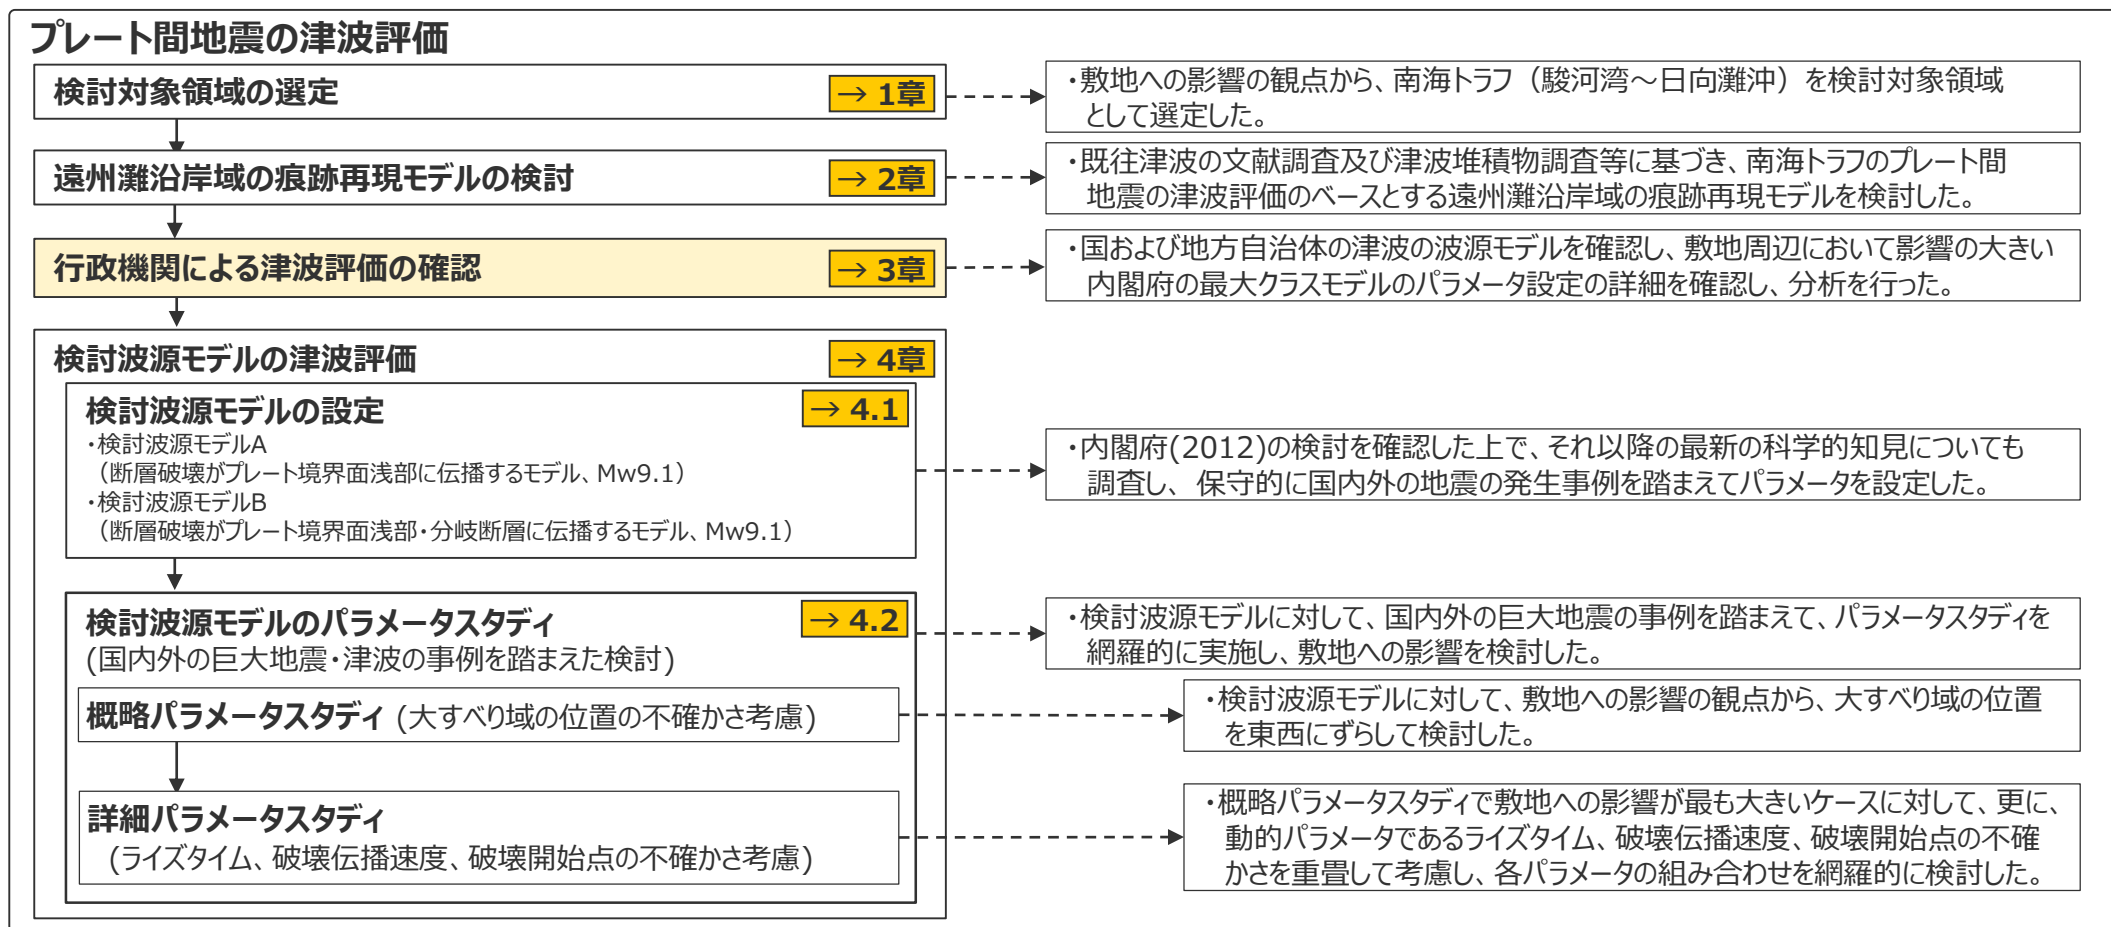 プレート間地震の津波評価
検討対象領域の選定
→ 1章
・敷地への影響の観点から、南海トラフ（駿河湾～日向灘沖）を検討対象領域
として選定した。
遠州灘沿岸域の痕跡再現モデルの検討
→ 2章
・既往津波の文献調査及び津波堆積物調査等に基づき、南海トラフのプレート間
地震の津波評価のベースとする遠州灘沿岸域の痕跡再現モデルを検討した。
行政機関による津波評価の確認
→ 3章
・国および地方自治体の津波の波源モデルを確認し、敷地周辺において影響の大きい
内閣府の最大クラスモデルのパラメータ設定の詳細を確認し、分析を行った。
検討波源モデルの津波評価
→ 4章
検討波源モデルの設定
→ 4.1
・検討波源モデルA
（断層破壊がプレート境界面浅部に伝播するモデル、Mw9.1）
・検討波源モデルB
（断層破壊がプレート境界面浅部・分岐断層に伝播するモデル、Mw9.1）
・内閣府(2012)の検討を確認した上で、それ以降の最新の科学的知見についても
調査し、保守的に国内外の地震の発生事例を踏まえてパラメータを設定した。
検討波源モデルのパラメータスタディ
→ 4.2
(国内外の巨大地震・津波の事例を踏まえた検討)
・検討波源モデルに対して、国内外の巨大地震の事例を踏まえて、パラメータスタディを
網羅的に実施し、敷地への影響を検討した。
概略パラメータスタディ (大すべり域の位置の不確かさ考慮)
・検討波源モデルに対して、敷地への影響の観点から、大すべり域の位置
を東西にずらして検討した。
詳細パラメータスタディ
(ライズタイム、破壊伝播速度、破壊開始点の不確かさ考慮)
・概略パラメータスタディで敷地への影響が最も大きいケースに対して、更に、
動的パラメータであるライズタイム、破壊伝播速度、破壊開始点の不確
かさを重畳して考慮し、各パラメータの組み合わせを網羅的に検討した。